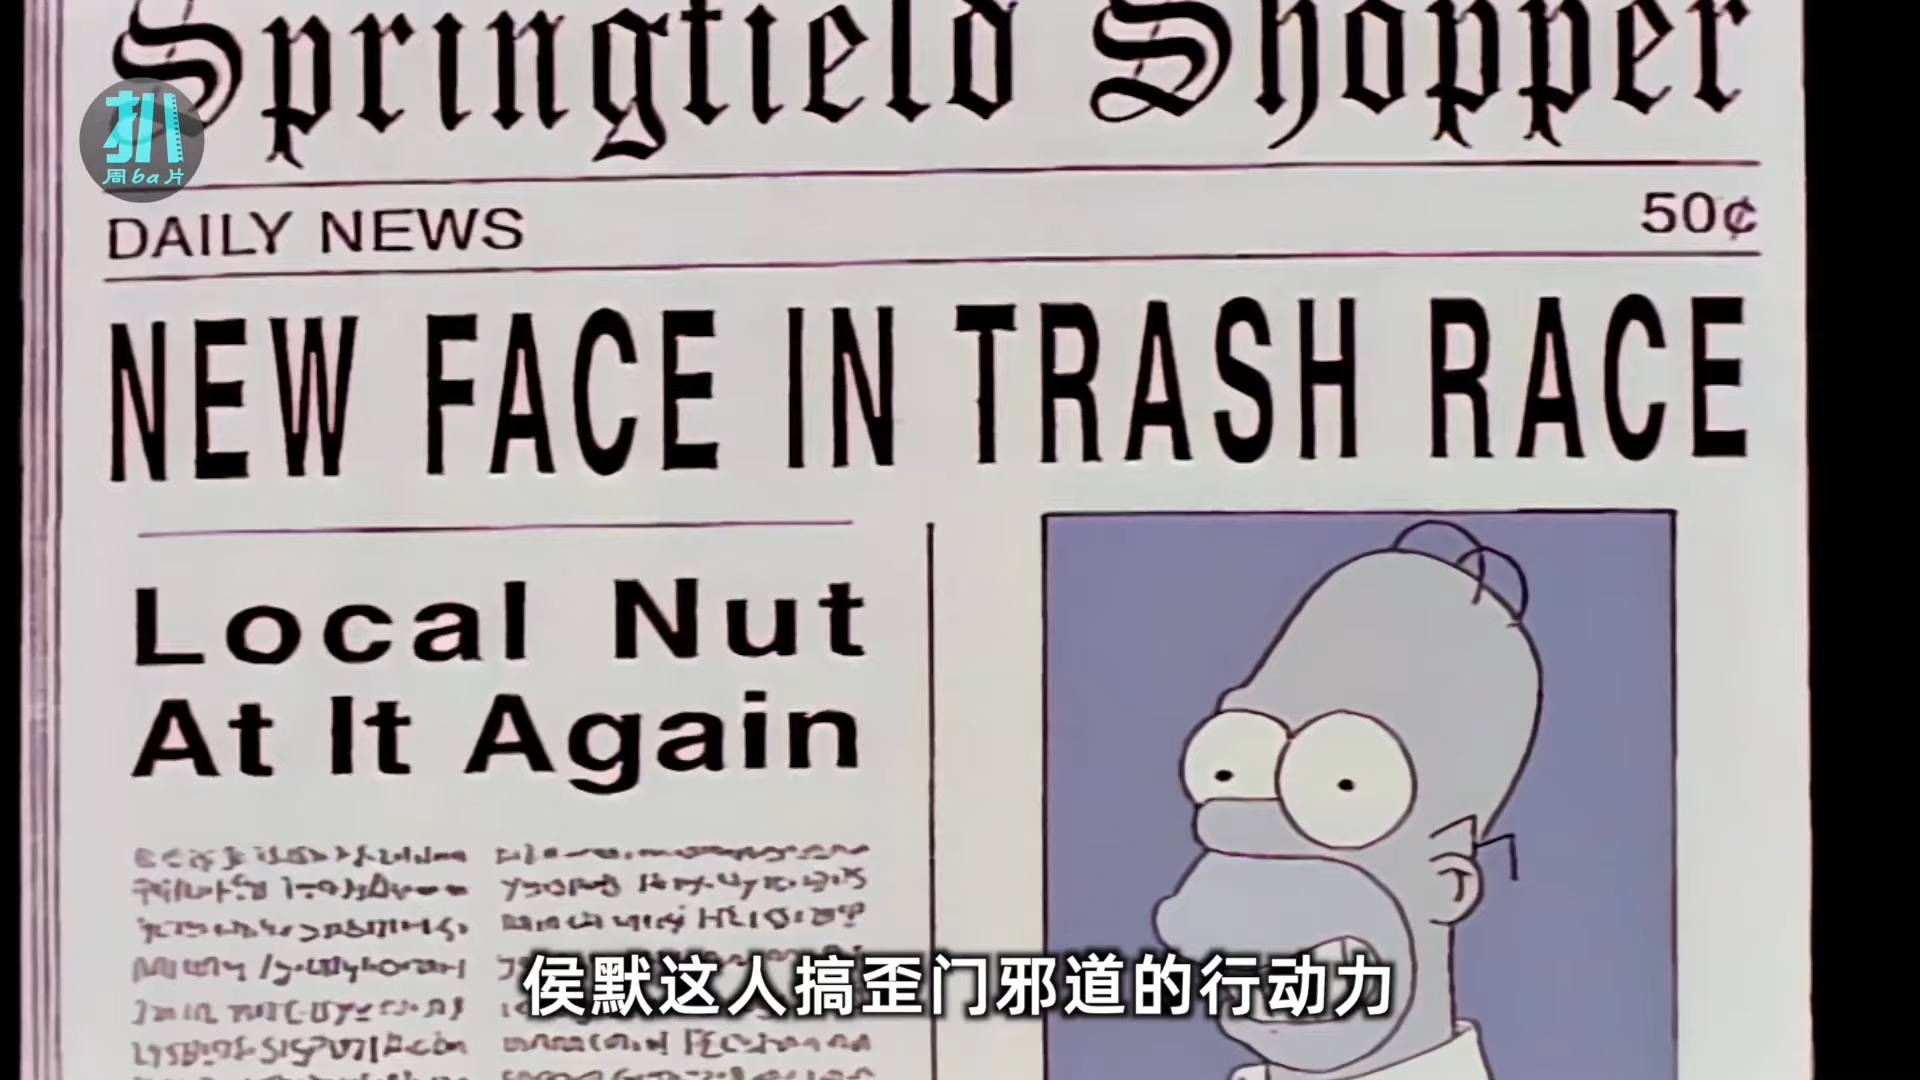 Springfield Shopper
扒
周ba片
DAILY NEWS
50¢
NEW FACE IN TRASH RACE
Local Nut
At It Again
侯默这人搞歪门邪道的行动力